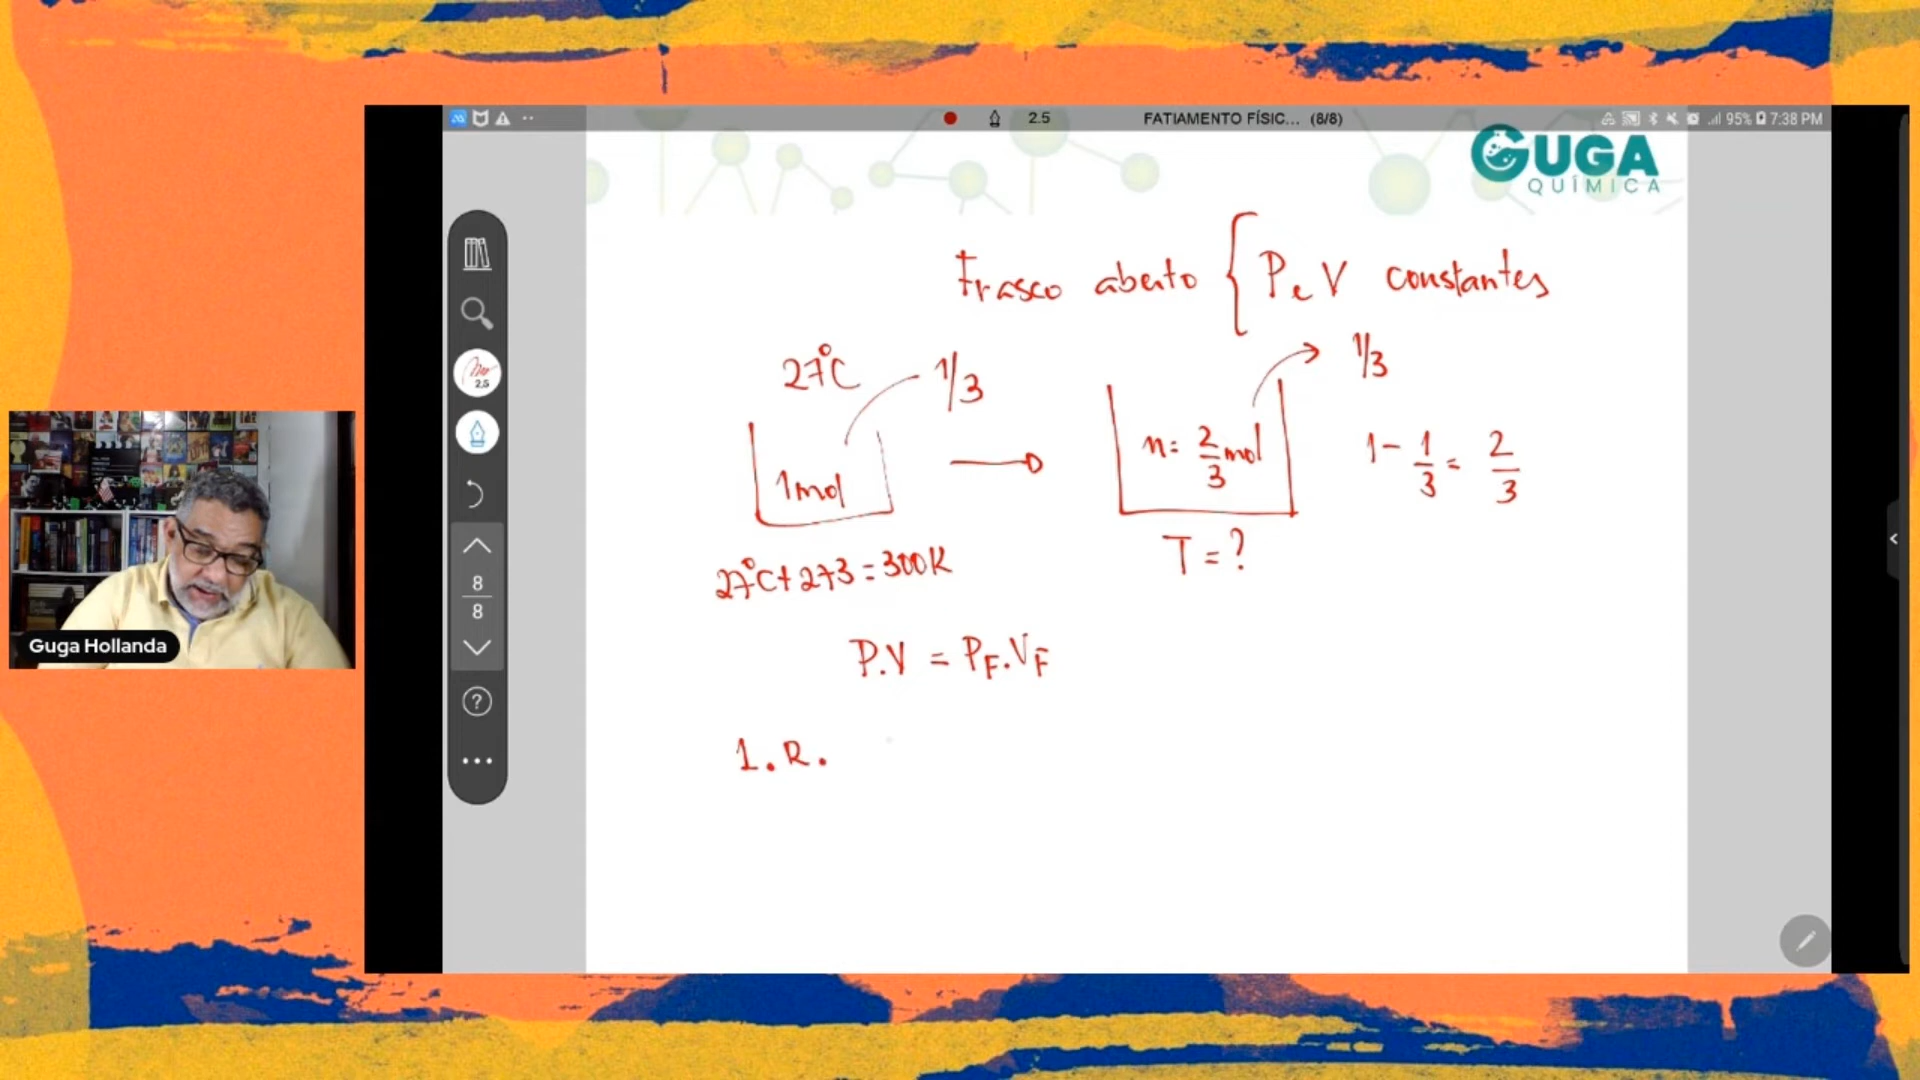 2.5
FATIAMENTO FÍSIC... (8/8)
95% 7:38 PM
GUGA
QUÍMICA
Frasco aberto { P e V constantes
27°C
1/3
1/3
1mol
n= 2/3 mol
1 - 1/3 = 2/3
T = ?
27°C + 273 = 300K
P.V = PF.VF
1.R.
2.5
8
8
?
Guga Hollanda